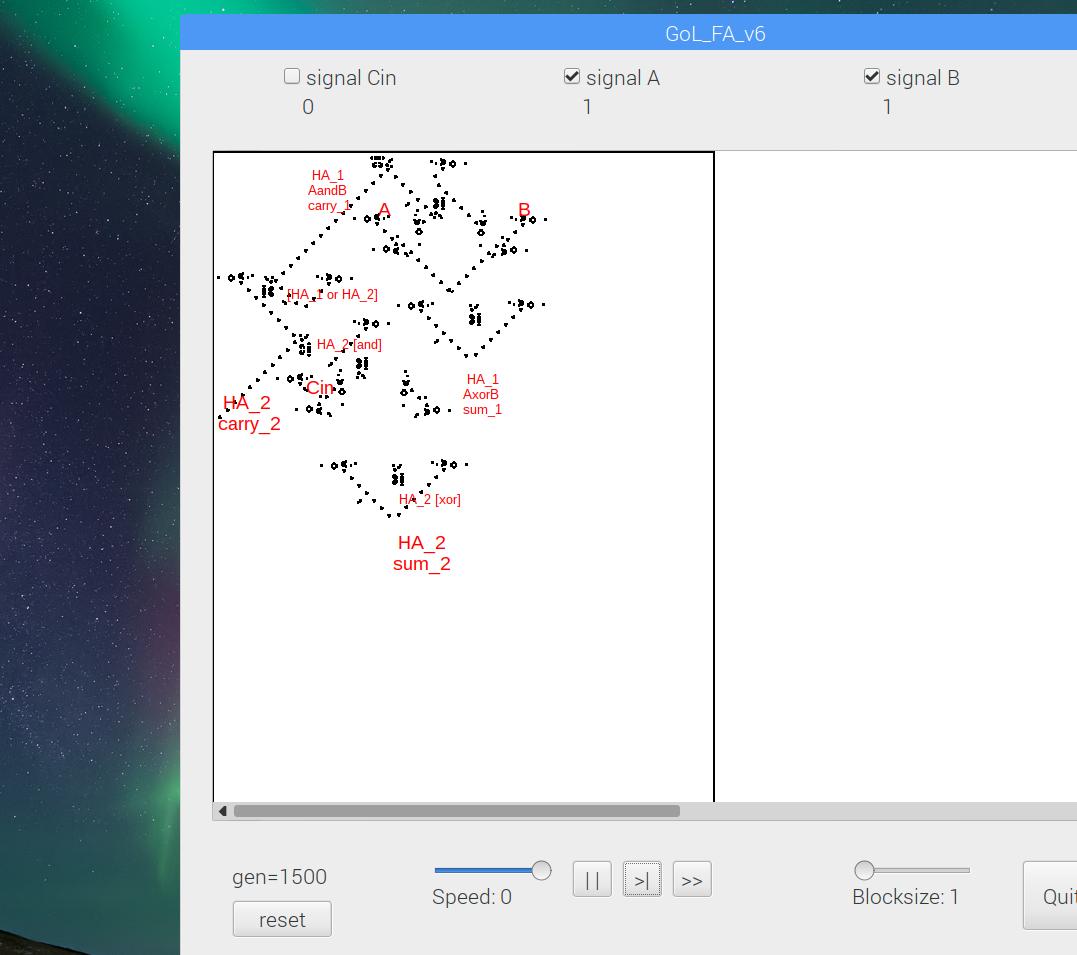 GoL_FA_v6
signal Cin
signal A
signal B
0
1
1
HA_1
AandB
carry_1
A
B
[HA_1 or HA_2]
HA_2 [and]
Cin
HA_2
carry_2
HA_1
AxorB
sum_1
HA_2 [xor]
HA_2
sum_2
gen=1500
reset
Speed: 0
||
>|
>>
Blocksize: 1